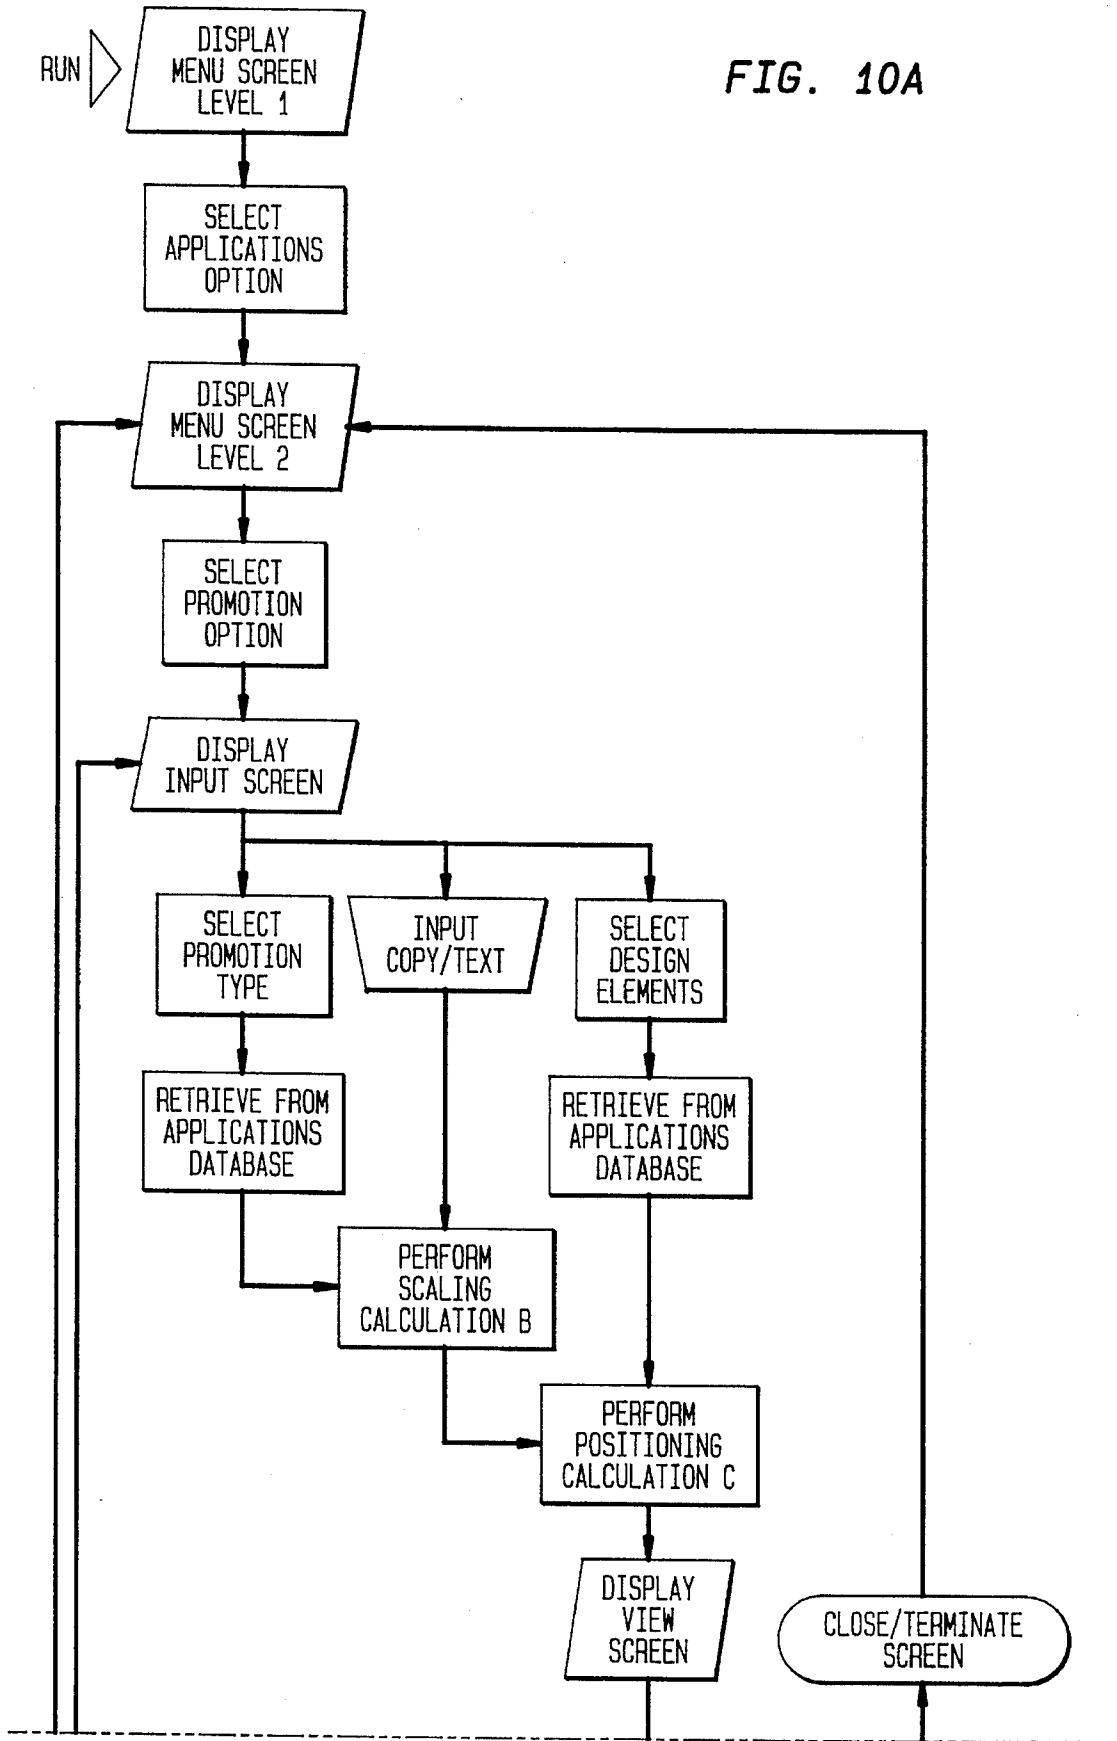 FIG. 10A
RUN
DISPLAY
MENU SCREEN
LEVEL 1
SELECT
APPLICATIONS
OPTION
DISPLAY
MENU SCREEN
LEVEL 2
SELECT
PROMOTION
OPTION
DISPLAY
INPUT SCREEN
SELECT
PROMOTION
TYPE
INPUT
COPY/TEXT
SELECT
DESIGN
ELEMENTS
RETRIEVE FROM
APPLICATIONS
DATABASE
RETRIEVE FROM
APPLICATIONS
DATABASE
PERFORM
SCALING
CALCULATION B
PERFORM
POSITIONING
CALCULATION C
DISPLAY
VIEW
SCREEN
CLOSE/TERMINATE
SCREEN